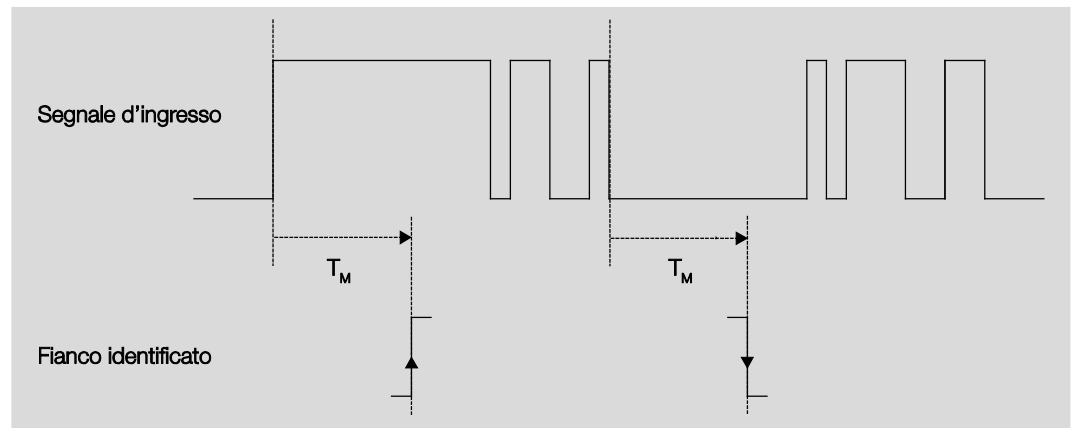 Segnale d'ingresso
T_M T_M
Fianco identificato